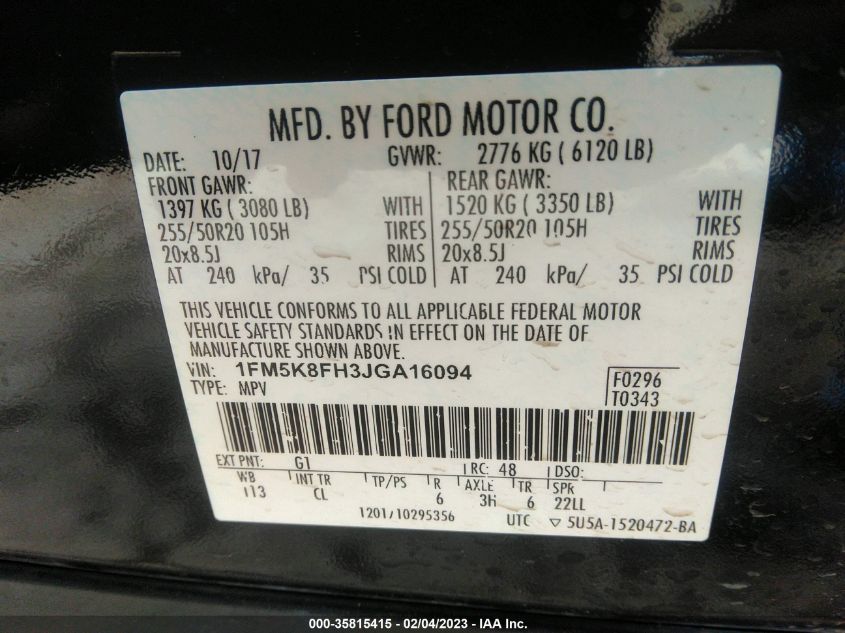 MFD. BY FORD MOTOR CO.
DATE: 10/17 GVWR: 2776 KG ( 6120 LB)
FRONT GAWR: REAR GAWR:
1397 KG ( 3080 LB) WITH 1520 KG ( 3350 LB) WITH
255/50R20 105H TIRES 255/50R20 105H TIRES
20x8.5J RIMS 20x8.5J RIMS
AT 240 kPa/ 35 PSI COLD AT 240 kPa/ 35 PSI COLD
THIS VEHICLE CONFORMS TO ALL APPLICABLE FEDERAL MOTOR
VEHICLE SAFETY STANDARDS IN EFFECT ON THE DATE OF
MANUFACTURE SHOWN ABOVE.
VIN: 1FM5K8FH3JGA16094 F0296
TYPE: MPV T0343
EXT PNT: G1 RC: 48 DSO:
WB INT TR TP/PS R AXLE TR SPR
113 CL 6 3H 6 22LL
1201/10295356 UTC ▽ 5U5A-1520472-BA
000-35815415 - 02/04/2023 - IAA Inc.